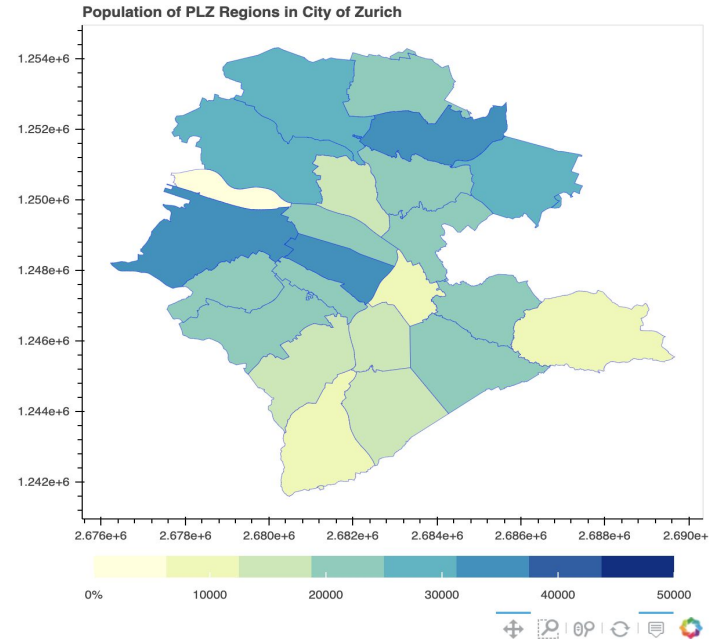 Population of PLZ Regions in City of Zurich
1.254e+6
1.252e+6
1.250e+6
1.248e+6
1.246e+6
1.244e+6
1.242e+6
2.676e+6 2.678e+6 2.680e+6 2.682e+6 2.684e+6 2.686e+6 2.688e+6 2.690e+
0% 10000 20000 30000 40000 50000